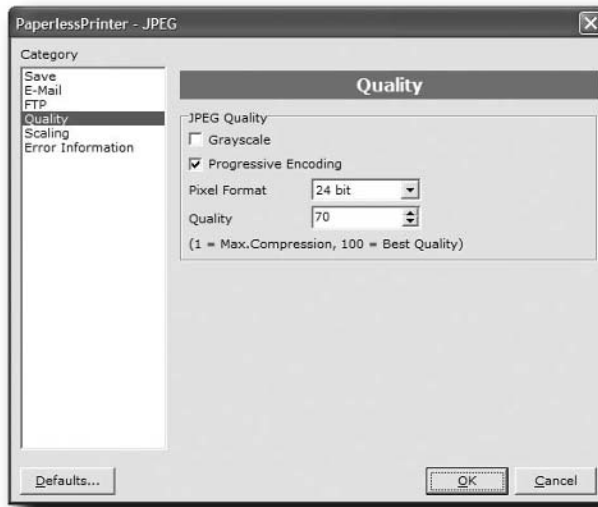 PaperlessPrinter - JPEG
Category
Save
E-Mail
FTP
Quality
Scaling
Error Information
Quality
JPEG Quality
Grayscale
Progressive Encoding
Pixel Format 24 bit
Quality 70
(1 = Max.Compression, 100 = Best Quality)
Defaults... OK Cancel